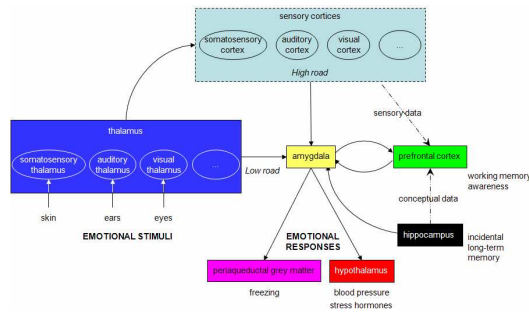 sensory cortices
somatosensory
cortex
auditory
cortex
visual
cortex
...
High road
sensory data
thalamus
somatosensory
thalamus
auditory
thalamus
visual
thalamus
...
Low road
amygdala
prefrontal cortex
working memory
awareness
skin
ears
eyes
conceptual data
EMOTIONAL STIMULI
EMOTIONAL
RESPONSES
hippocampus
incidental
long-term
memory
periaqueductal grey matter
hypothalamus
freezing
blood pressure
stress hormones